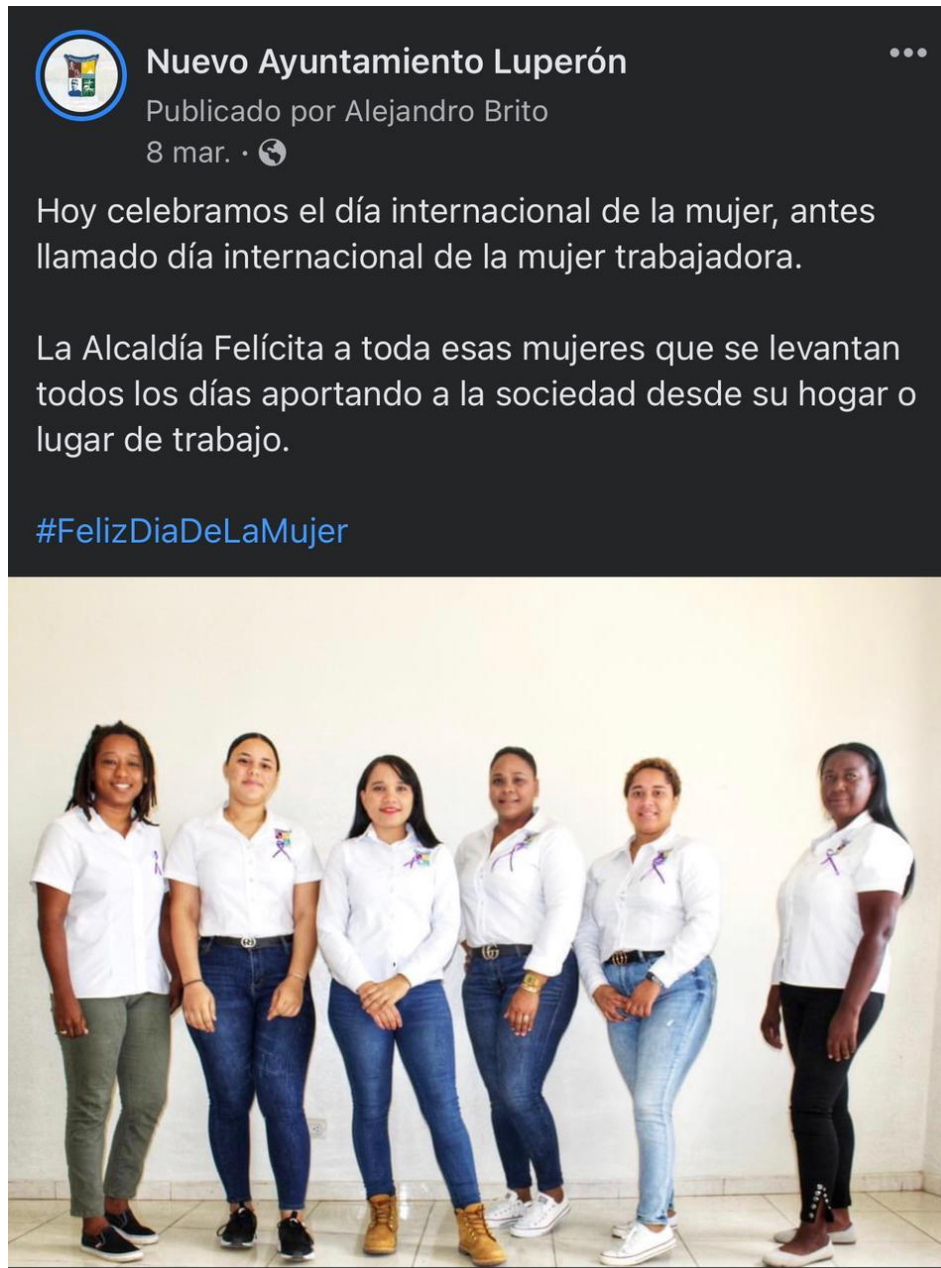 Nuevo Ayuntamiento Luperón
Publicado por Alejandro Brito
8 mar. ·
Hoy celebramos el día internacional de la mujer, antes
llamado día internacional de la mujer trabajadora.
La Alcaldía Felícita a toda esas mujeres que se levantan
todos los días aportando a la sociedad desde su hogar o
lugar de trabajo.
#FelizDiaDeLaMujer